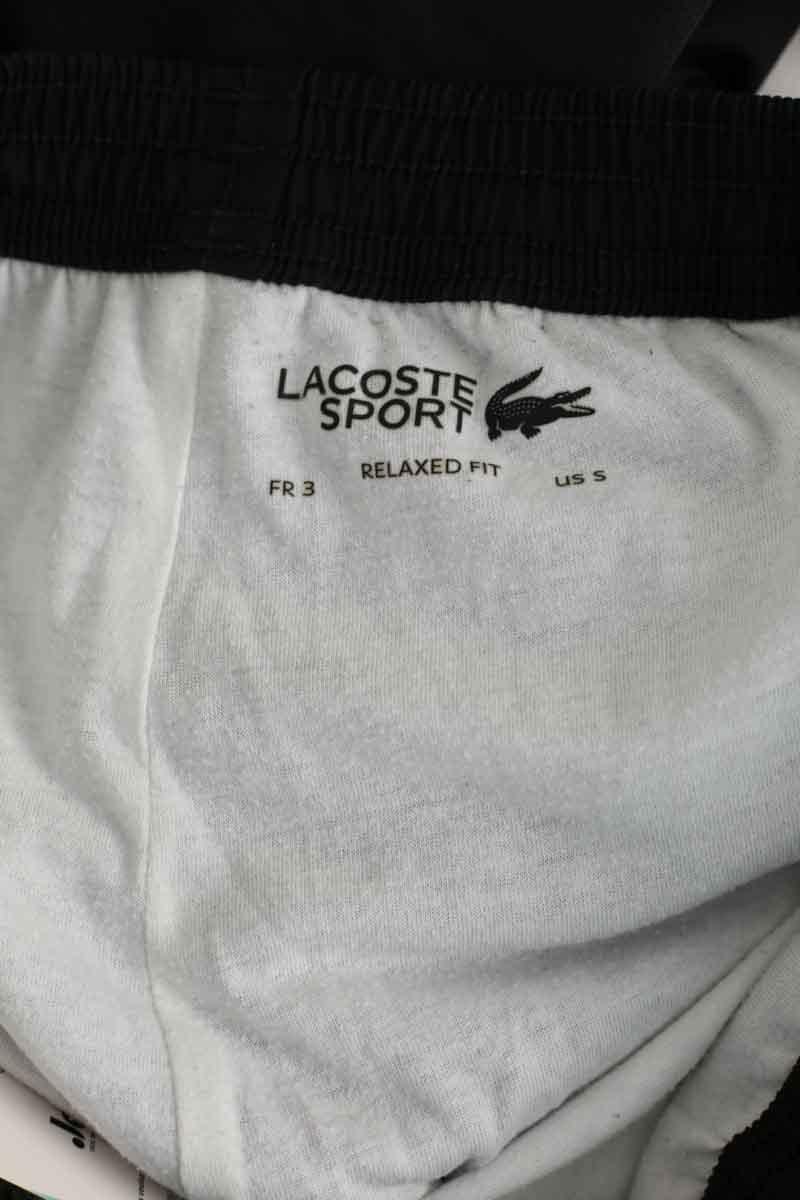 LACOSTE
SPORT
RELAXED FIT
FR 3
US S